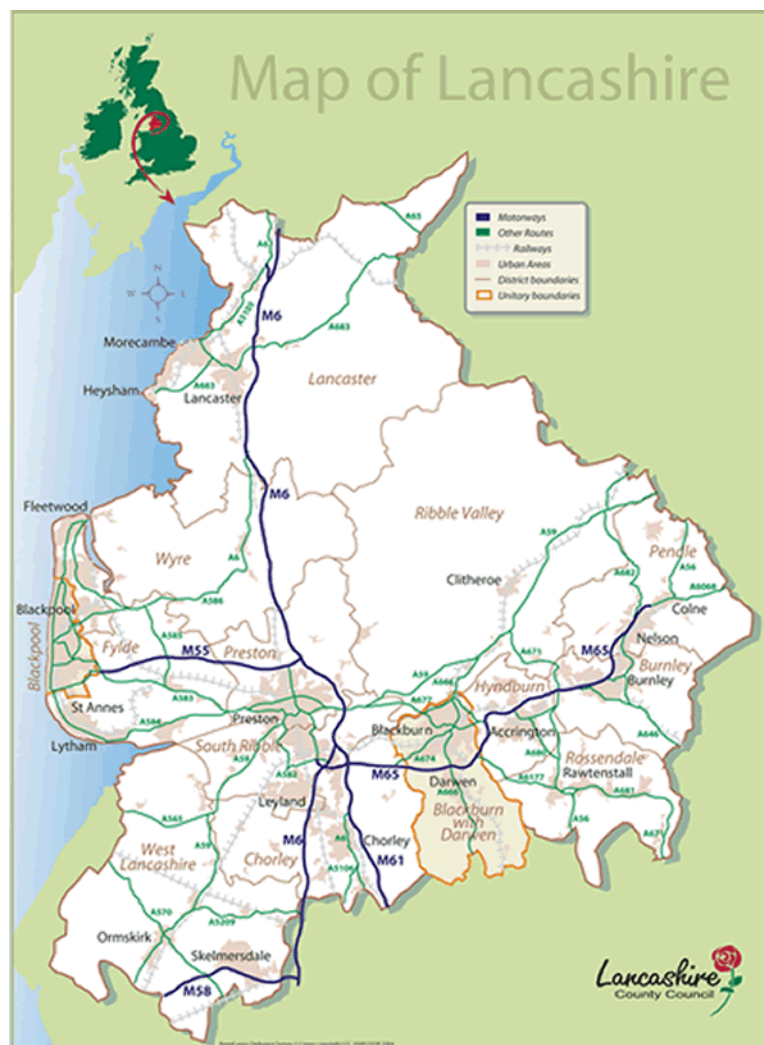 Map of Lancashire
Motorways
Other Routes
Railways
Urban Areas
District boundaries
Unitary boundaries
N
W
E
S
A65
A6
A5105
M6
A683
Morecambe
Lancaster
Heysham
A683
Lancaster
M6
Fleetwood
Ribble Valley
A59
Wyre
A6
Pendle
A56
A682
A6068
Clitheroe
A586
Blackpool
Colne
A585
Nelson
Fylde
M55
Preston
A671
M65
Blackpool
A59
A666
Hyndburn
Burnley
Burnley
A583
A677
St Annes
A584
Preston
Blackburn
Accrington
A646
Lytham
South Ribble
A59
A674
A680
Rossendale
A582
M65
Darwen
A6177
Rawtenstall
A666
A681
Leyland
Blackburn
with
Darwen
A565
M6
A6
Chorley
A56
A671
A59
West
Lancashire
Chorley
M61
A5106
A570
A5209
Ormskirk
Skelmersdale
M58
Lancashire
County Council